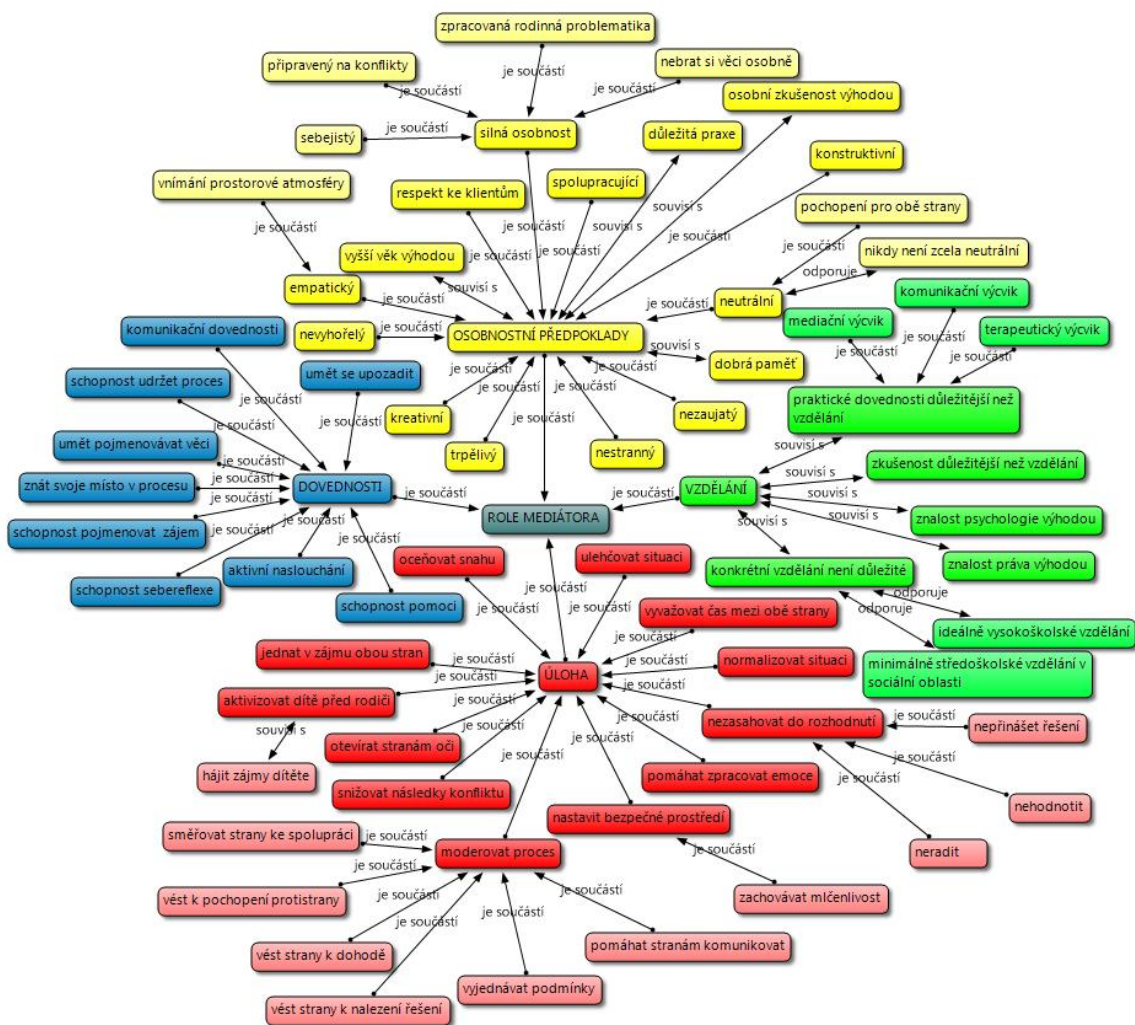 zpracovaná rodinná problematika
připravený na konflikty
nebrat si věci osobně
je součástí
je součástí
je součástí
osobní zkušenost výhodou
sebejistý
je součástí
silná osobnost
důležitá praxe
konstruktivní
vnímání prostorové atmosféry
respekt ke klientům
spolupracující
souvisí s
pochopení pro obě strany
je součástí
je součástí
je součástí
je součástí
souvisí s
je součástí
je součástí
nikdy není zcela neutrální
odporuje
vyšší věk výhodou
souvisí s
empatický
je součástí
je součástí
neutrální
komunikační výcvik
mediační výcvik
terapeutický výcvik
komunikační dovednosti
nevyhořelý
je součástí
OSOBNOSTNÍ PŘEDPOKLADY
souvisí s
dobrá paměť
je součástí
je součástí
je součástí
schopnost udržet proces
umět se upozadit
je součástí
je součástí
je součástí
je součástí
je součástí
kreativní
trpělivý
nestranný
nezaujatý
praktické dovednosti důležitější než
vzdělání
je součástí
je součástí
je součástí
umět pojmenovávat věci
je součástí
souvisí s
znát svoje místo v procesu
je součástí
DOVEDNOSTI
je součástí
ROLE MEDIÁTORA
je součástí
VZDĚLÁNÍ
souvisí s
zkušenost důležitější než vzdělání
souvisí s
znalost psychologie výhodou
souvisí s
znalost práva výhodou
souvisí s
schopnost pojmenovat zájem
je součástí
je součástí
je součástí
je součástí
schopnost sebereflexe
aktivní naslouchání
schopnost pomoci
oceňovat snahu
ulehčovat situaci
konkrétní vzdělání není důležité
odporuje
odporuje
ideálně vysokoškolské vzdělání
minimálně středoškolské vzdělání v
sociální oblasti
je součástí
je součástí
je součástí
vyvažovat čas mezi obě strany
je součástí
jednat v zájmu obou stran
je součástí
ÚLOHA
je součástí
normalizovat situaci
aktivizovat dítě před rodiči
je součástí
je součástí
nezasahovat do rozhodnutí
je součástí
nepřinášet řešení
souvisí s
hájit zájmy dítěte
je součástí
otevírat stranám oči
je součástí
snižovat následky konfliktu
je součástí
je součástí
je součástí
pomáhat zpracovat emoce
je součástí
je součástí
nehodnotit
neradit
nastavit bezpečné prostředí
je součástí
zachovávat mlčenlivost
směřovat strany ke spolupráci
je součástí
moderovat proces
vést k pochopení protistrany
je součástí
je součástí
je součástí
je součástí
je součástí
vést strany k dohodě
pomáhat stranám komunikovat
vést strany k nalezení řešení
vyjednávat podmínky